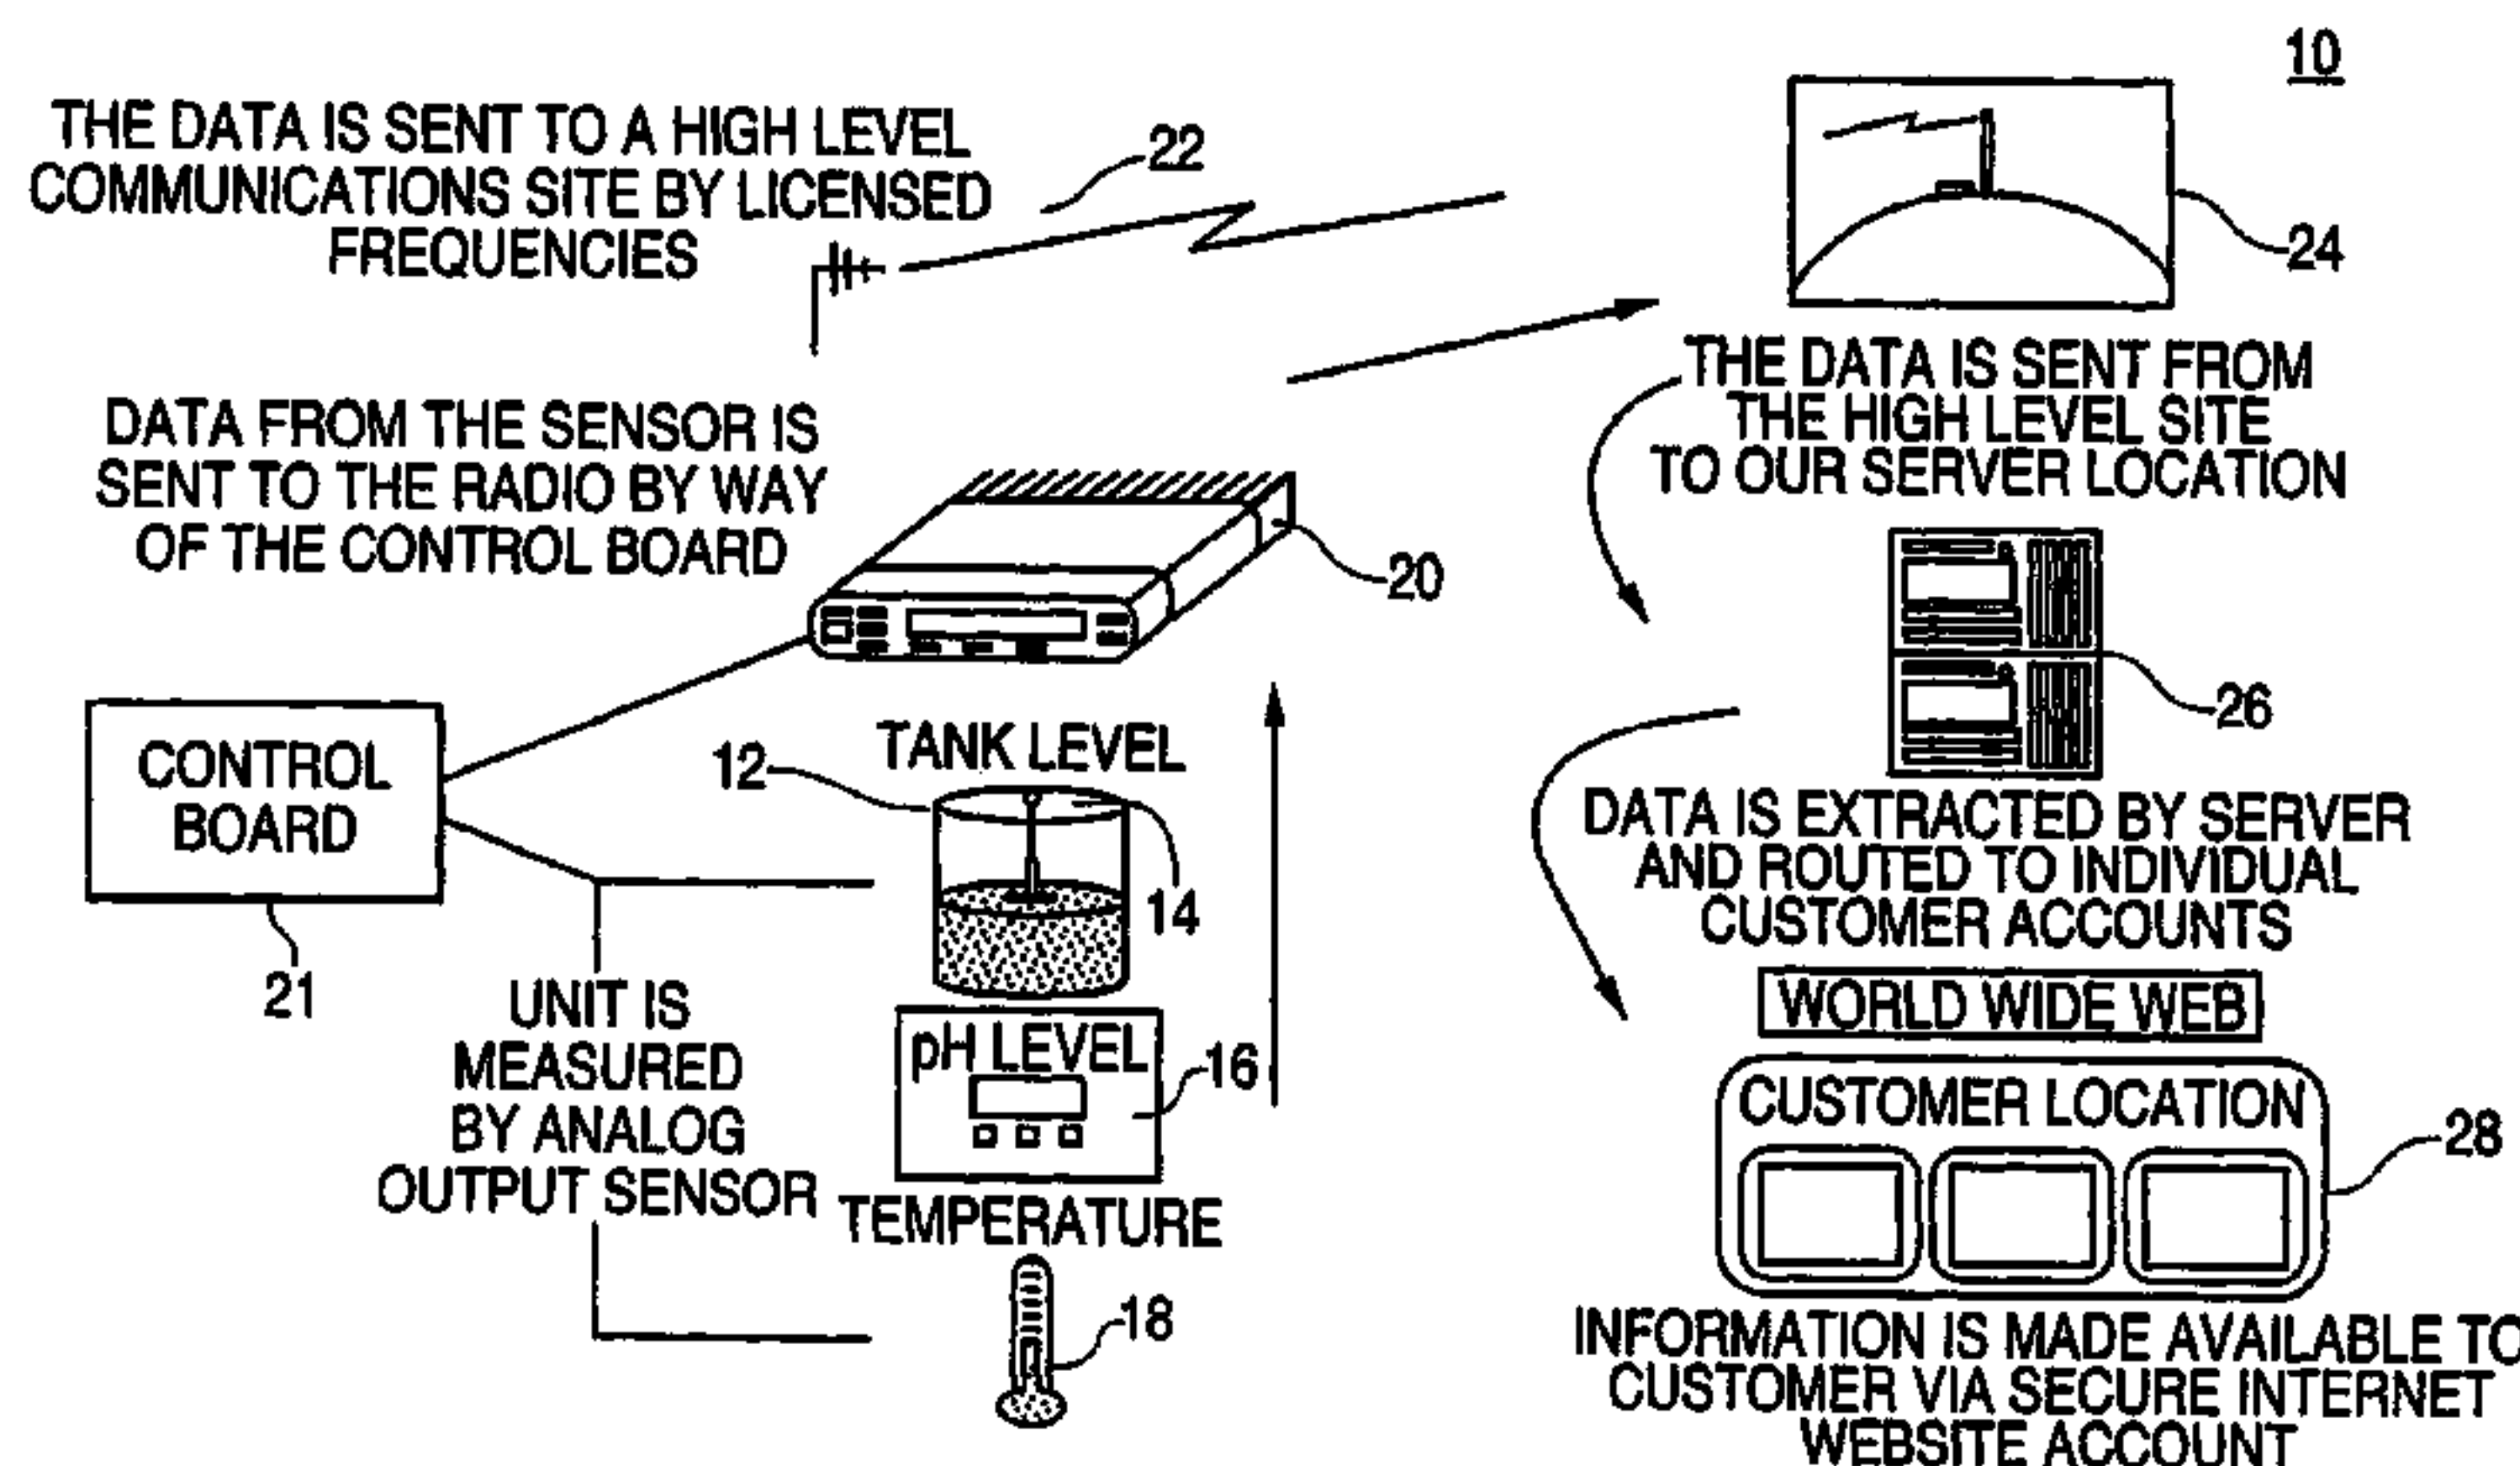 10
THE DATA IS SENT TO A HIGH LEVEL
COMMUNICATIONS SITE BY LICENSED
FREQUENCIES
22
24
DATA FROM THE SENSOR IS
SENT TO THE RADIO BY WAY
OF THE CONTROL BOARD
20
THE DATA IS SENT FROM
THE HIGH LEVEL SITE
TO OUR SERVER LOCATION
26
CONTROL
BOARD
21
12
TANK LEVEL
14
UNIT IS
MEASURED
BY ANALOG
OUTPUT SENSOR
pH LEVEL
16
TEMPERATURE
18
DATA IS EXTRACTED BY SERVER
AND ROUTED TO INDIVIDUAL
CUSTOMER ACCOUNTS
WORLD WIDE WEB
CUSTOMER LOCATION
28
INFORMATION IS MADE AVAILABLE TO
CUSTOMER VIA SECURE INTERNET
WEBSITE ACCOUNT